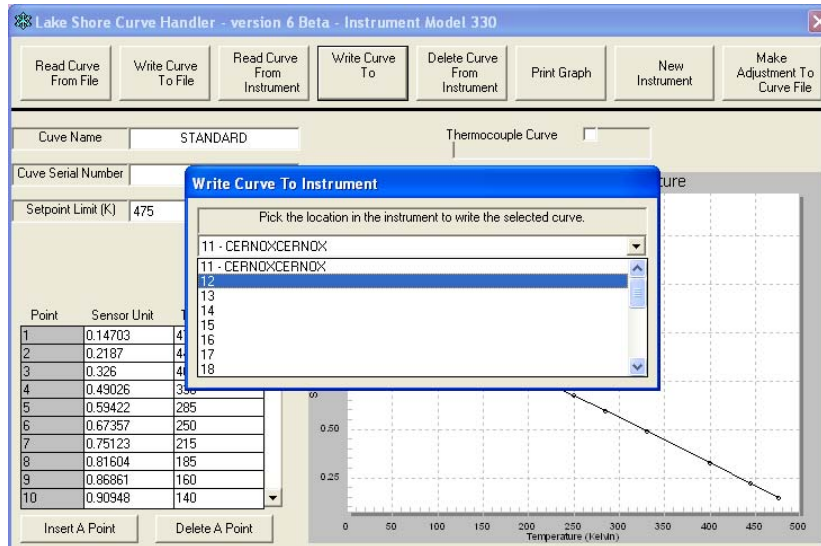 Lake Shore Curve Handler - version 6 Beta - Instrument Model 330
Read Curve From File
Write Curve To File
Read Curve From Instrument
Write Curve To
Delete Curve From Instrument
Print Graph
New Instrument
Make Adjustment To Curve File
Cuve Name
STANDARD
Thermocouple Curve
Cuve Serial Number
Setpoint Limit (K)
475
Write Curve To Instrument
Pick the location in the instrument to write the selected curve.
11 - CERNOXCERNOX
11 - CERNOXCERNOX
12
13
14
15
16
17
18
Point Sensor Unit
1 0.14703
2 0.2187
3 0.326
4 0.49026
5 0.59422 285
6 0.67357 250
7 0.75123 215
8 0.81604 185
9 0.86861 160
10 0.90948 140
Insert A Point
Delete A Point
0.50
0.25
0 50 100 150 200 250 300 350 400 450 500
Temperature (Kelvin)